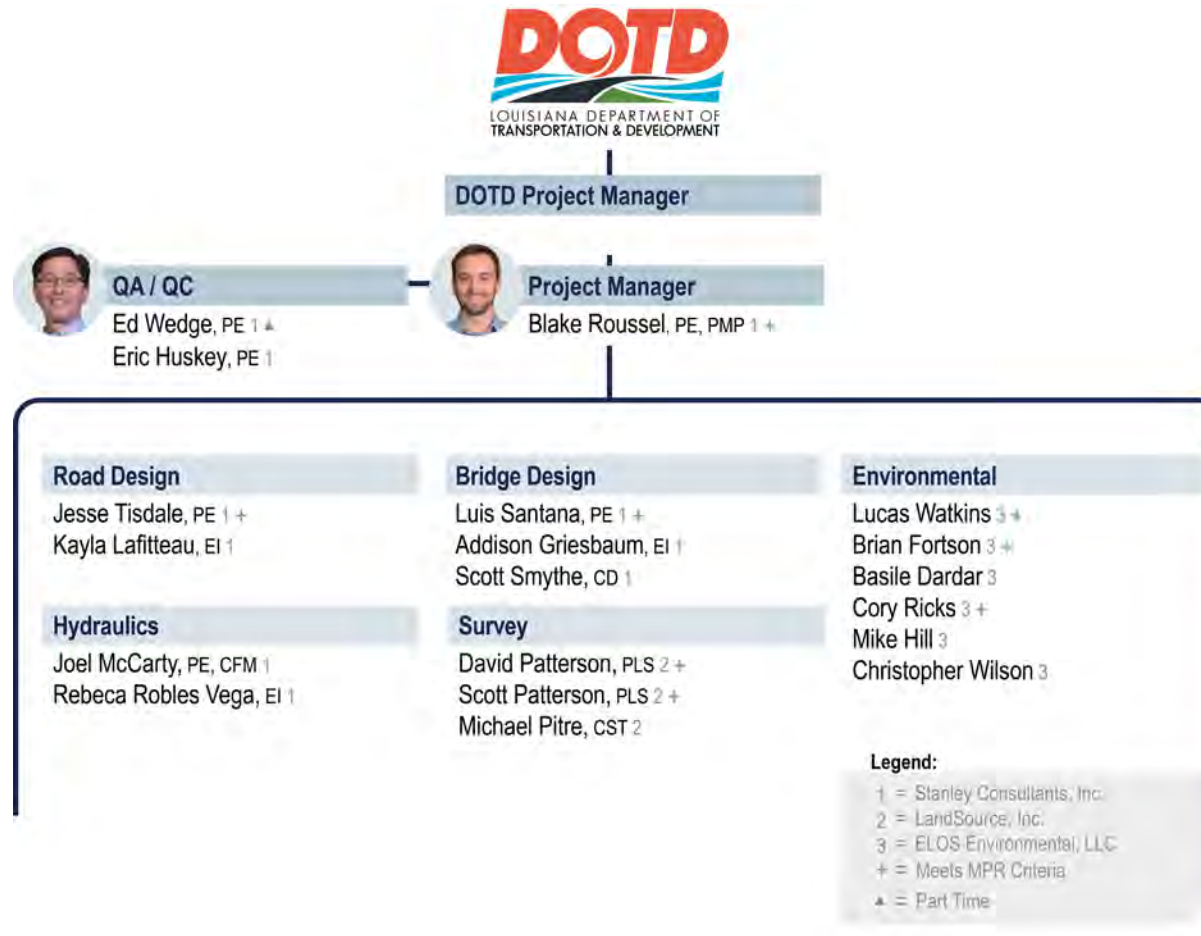 DOTD
LOUISIANA DEPARTMENT OF
TRANSPORTATION & DEVELOPMENT
DOTD Project Manager
QA / QC
Ed Wedge, PE 1 ▲
Eric Huskey, PE 1
Project Manager
Blake Roussel, PE, PMP 1 +
Road Design
Jesse Tisdale, PE 1 +
Kayla Lafitteau, EI 1
Hydraulics
Joel McCarty, PE, CFM 1
Rebeca Robles Vega, EI 1
Bridge Design
Luis Santana, PE 1 +
Addison Griesbaum, EI 1
Scott Smythe, CD 1
Survey
David Patterson, PLS 2 +
Scott Patterson, PLS 2 +
Michael Pitre, CST 2
Environmental
Lucas Watkins 3 +
Brian Fortson 3 +
Basile Dardar 3
Cory Ricks 3 +
Mike Hill 3
Christopher Wilson 3
Legend:
1 = Stanley Consultants, Inc.
2 = LandSource, Inc.
3 = ELOS Environmental, LLC
+ = Meets MPR Criteria
▲ = Part Time